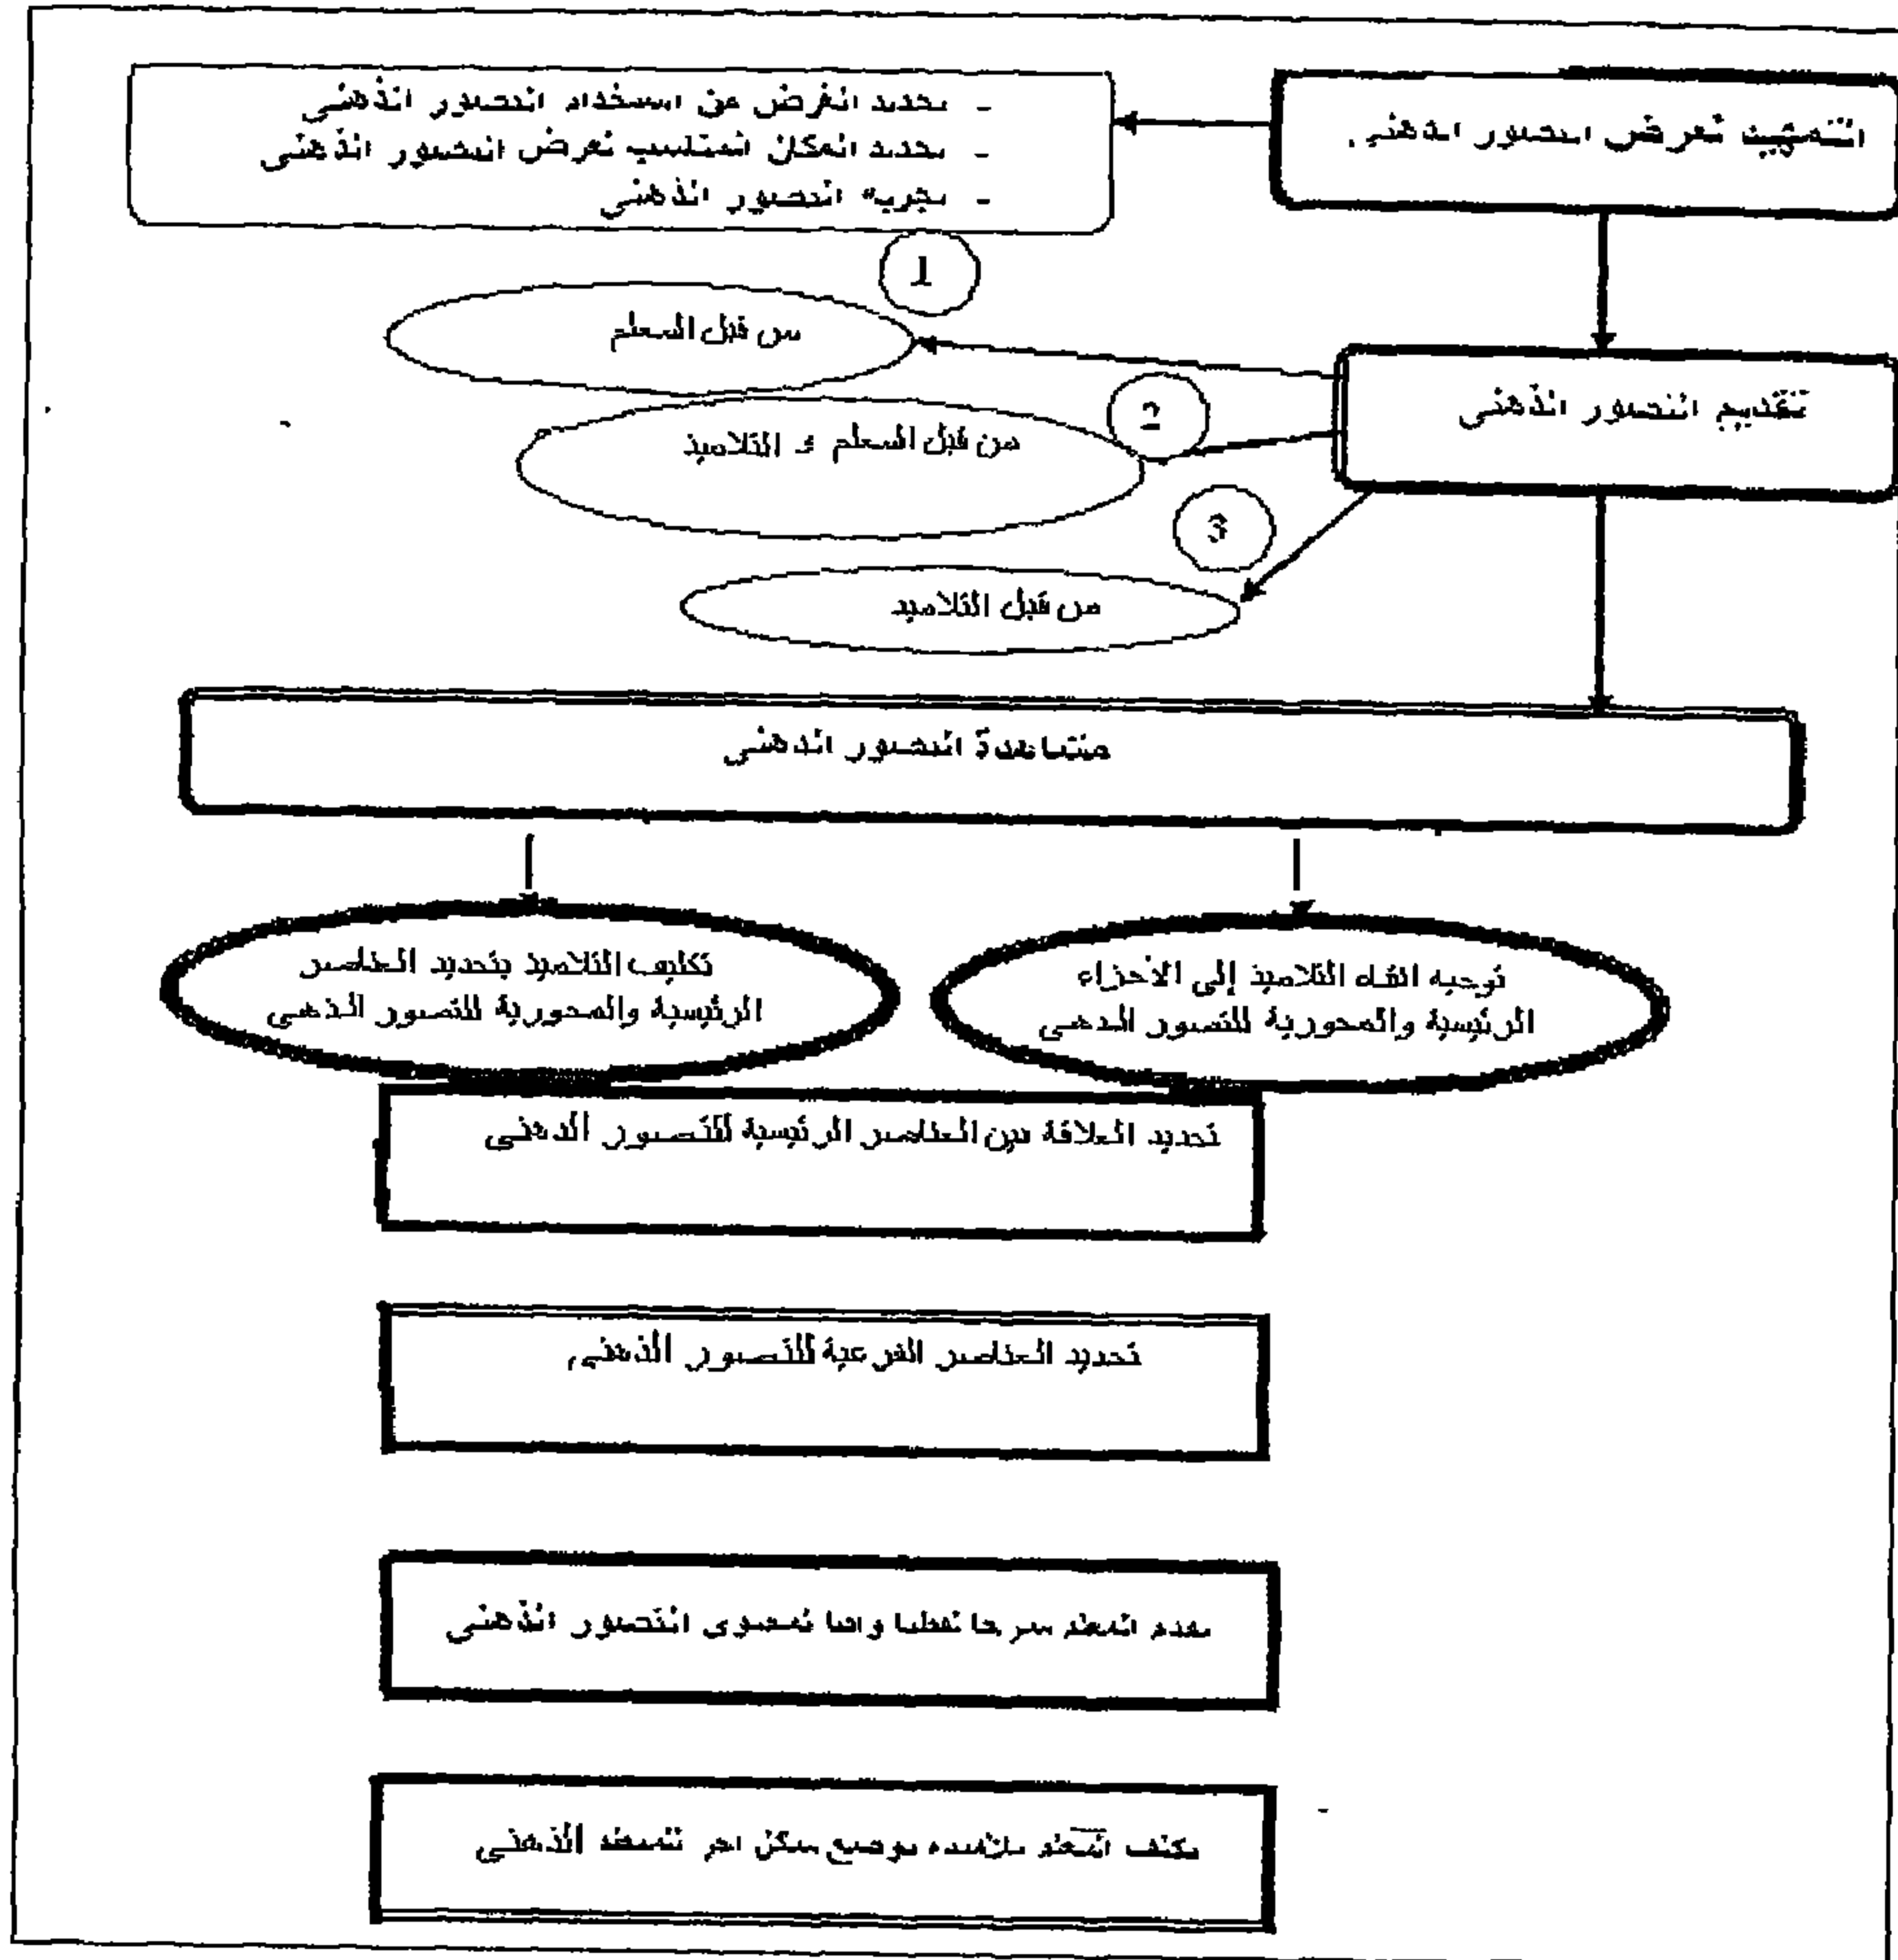 التمهيد لعرض التصور الذهني.
- تحديد الغرض من استخدام التصور الذهني
- تحديد المكان المناسب لعرض التصور الذهني
- تجربة التصور الذهني
1
من قبل المعلم
تقديم التصور الذهني
2
من قبل المعلم و التلاميذ
3
من قبل التلاميذ
مشاهدة التصور الذهني
توجيه انتباه التلاميذ إلى الأجزاء
الرئيسية والمحورية للتصور الذهني
تكليف التلاميذ بتحديد العناصر
الرئيسية والمحورية للتصور الذهني
تحديد العلاقة بين العناصر الرئيسية للتصور الذهني
تحديد العناصر الفرعية للتصور الذهني
يقدم المعلم شرحا لفظيا وافيا لمحتوى التصور الذهني
يكلف المعلم تلاميذه بوضع شكل آخر للمخطط الذهني